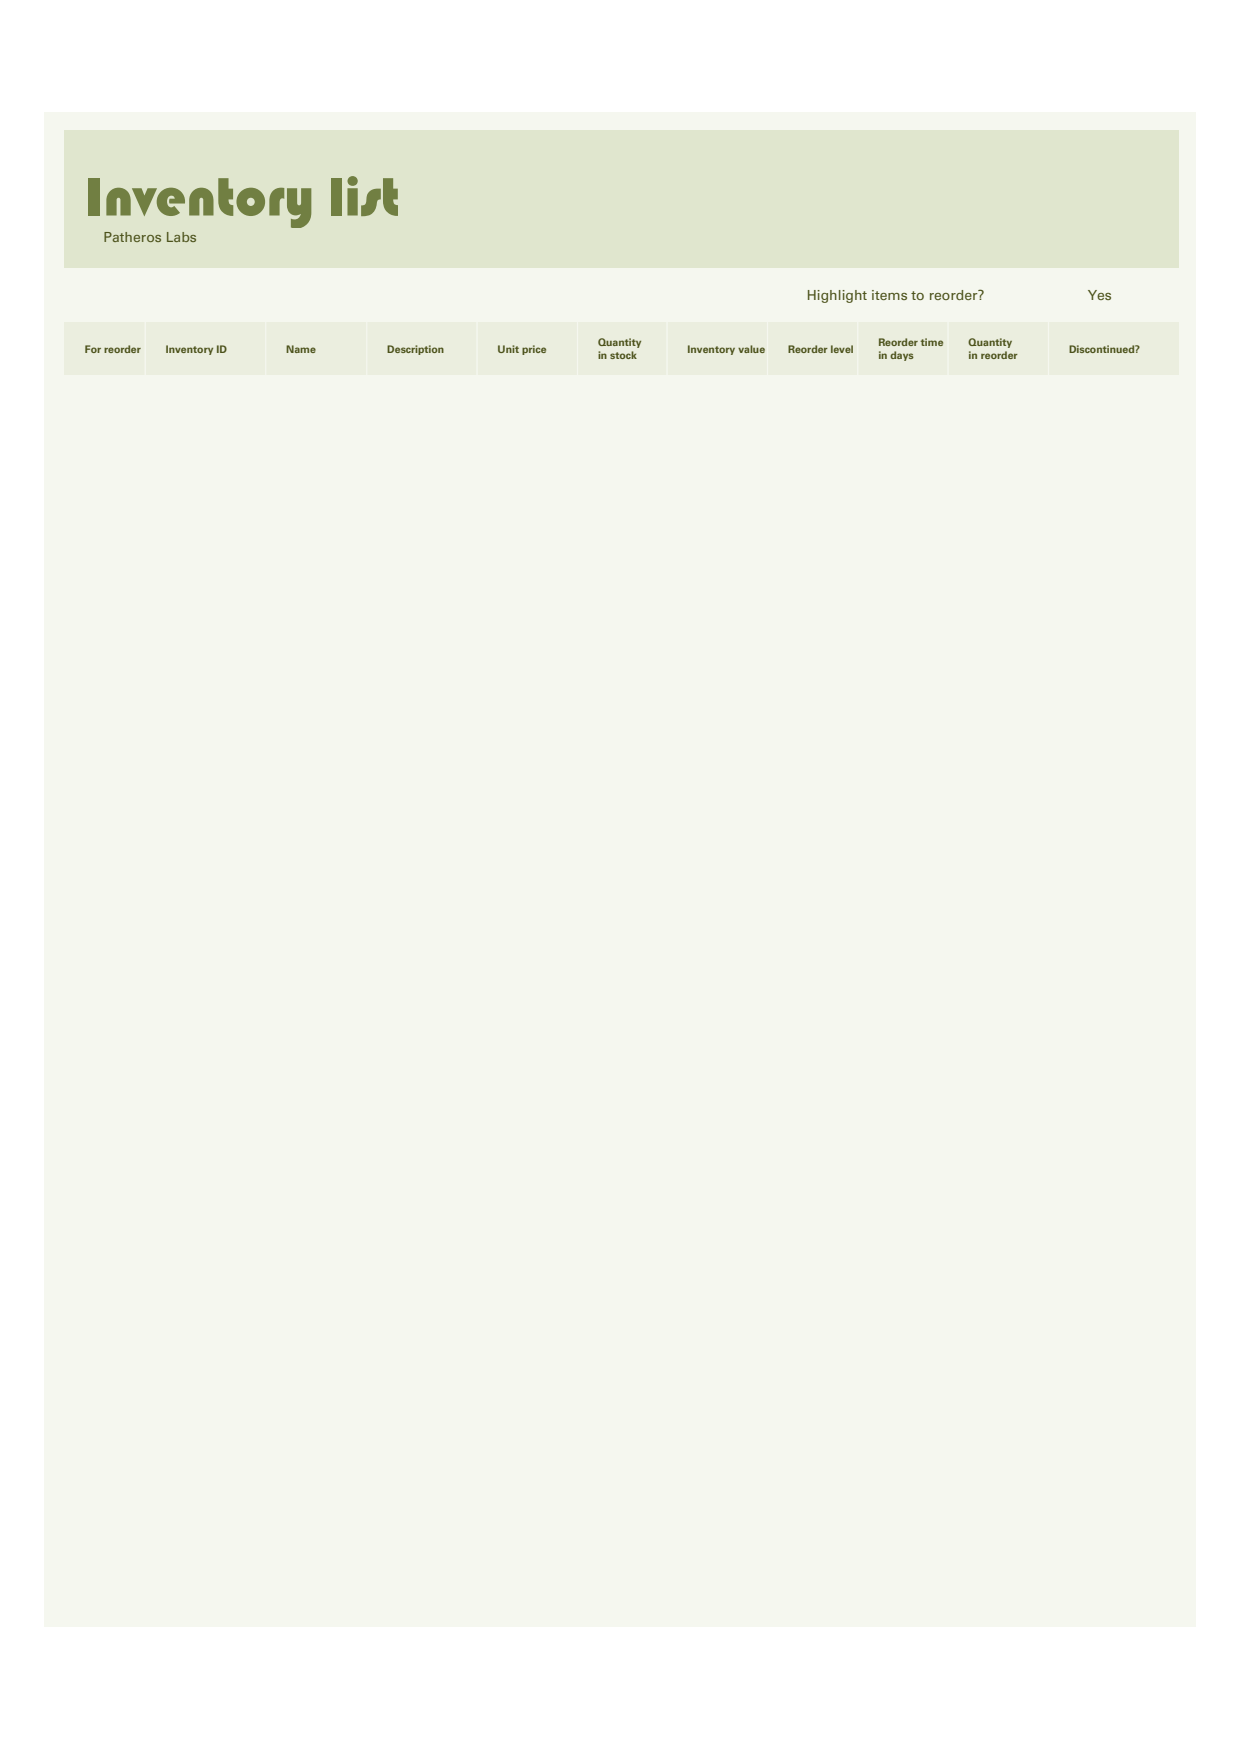 Inventory list
Patheros Labs
Highlight items to reorder? Yes
For reorder Inventory ID Name Description Unit price Quantity in stock Inventory value Reorder level Reorder time in days Quantity in reorder Discontinued?